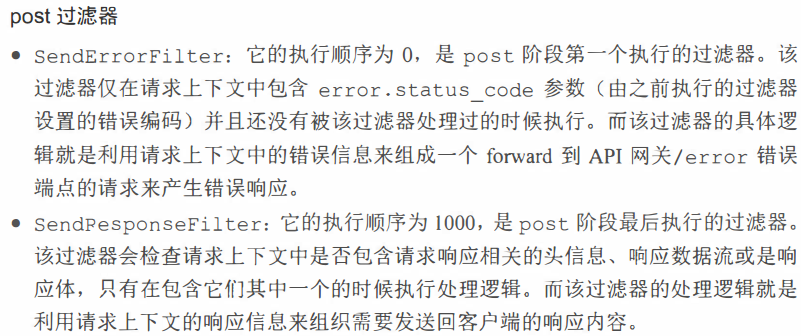 post 过滤器
● SendErrorFilter：它的执行顺序为 0，是 post 阶段第一个执行的过滤器。该
过滤器仅在请求上下文中包含 error.status_code 参数（由之前执行的过滤器
设置的错误编码）并且还没有被该过滤器处理过的时候执行。而该过滤器的具体逻
辑就是利用请求上下文中的错误信息来组成一个 forward 到 API 网关/error 错误
端点的请求来产生错误响应。
● SendPesponseFilter：它的执行顺序为 1000，是 post 阶段最后执行的过滤器。
该过滤器会检查请求上下文中是否包含请求响应相关的头信息、响应数据流或是响
应体，只有在包含它们其中一个的时候执行处理逻辑。而该过滤器的处理逻辑就是
利用请求上下文的响应信息来组织需要发送回客户端的响应内容。